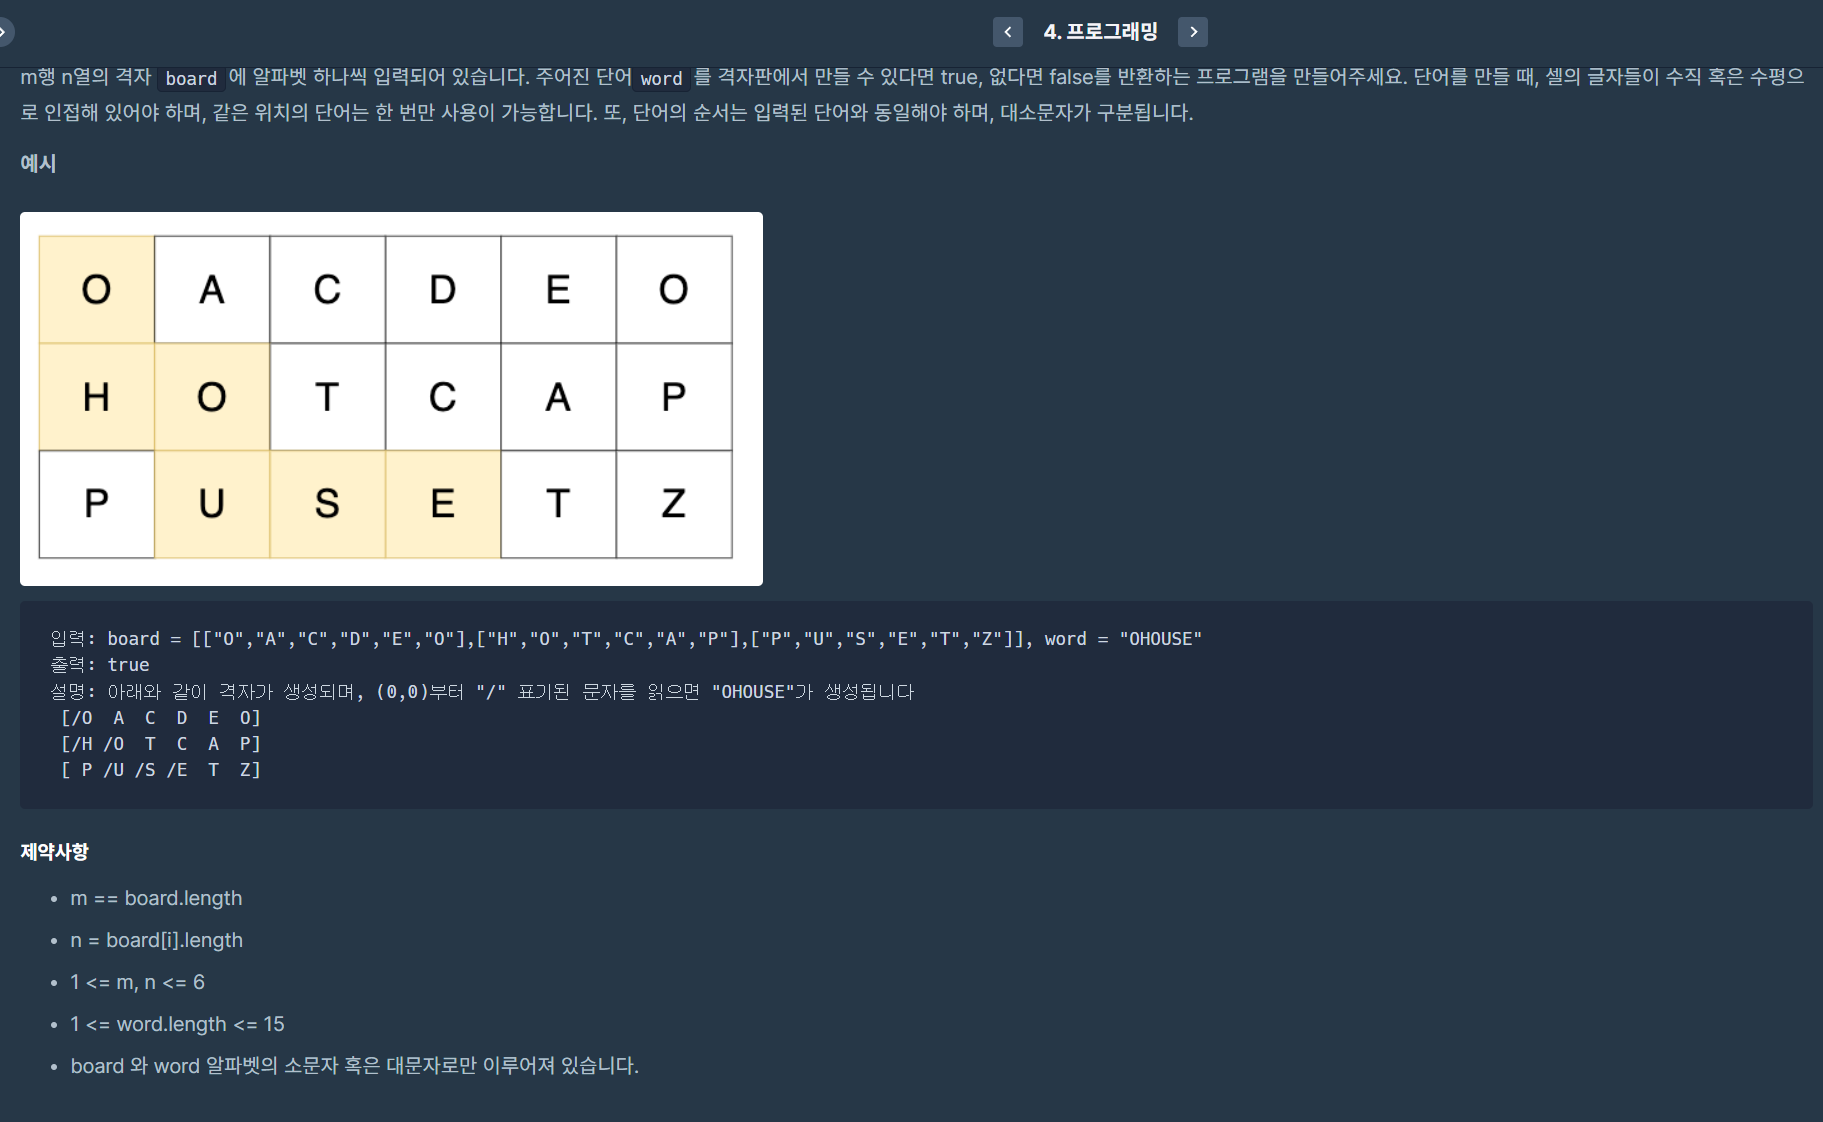 4. 프로그래밍
m행 n열의 격자 board 에 알파벳 하나씩 입력되어 있습니다. 주어진 단어 word 를 격자판에서 만들 수 있다면 true, 없다면 false를 반환하는 프로그램을 만들어주세요. 단어를 만들 때, 셀의 글자들이 수직 혹은 수평으
로 인접해 있어야 하며, 같은 위치의 단어는 한 번만 사용이 가능합니다. 또, 단어의 순서는 입력된 단어와 동일해야 하며, 대소문자가 구분됩니다.
예시
O A C D E O
H O T C A P
P U S E T Z
입력: board = [["O","A","C","D","E","O"],["H","O","T","C","A","P"],["P","U","S","E","T","Z"]], word = "OHOUSE"
출력: true
설명: 아래와 같이 격자가 생성되며, (0,0)부터 "/" 표기된 문자를 읽으면 "OHOUSE"가 생성됩니다
[/O  A  C  D  E  O]
[/H /O  T  C  A  P]
[ P /U /S /E  T  Z]
제약사항
• m == board.length
• n = board[i].length
• 1 <= m, n <= 6
• 1 <= word.length <= 15
• board 와 word 알파벳의 소문자 혹은 대문자로만 이루어져 있습니다.